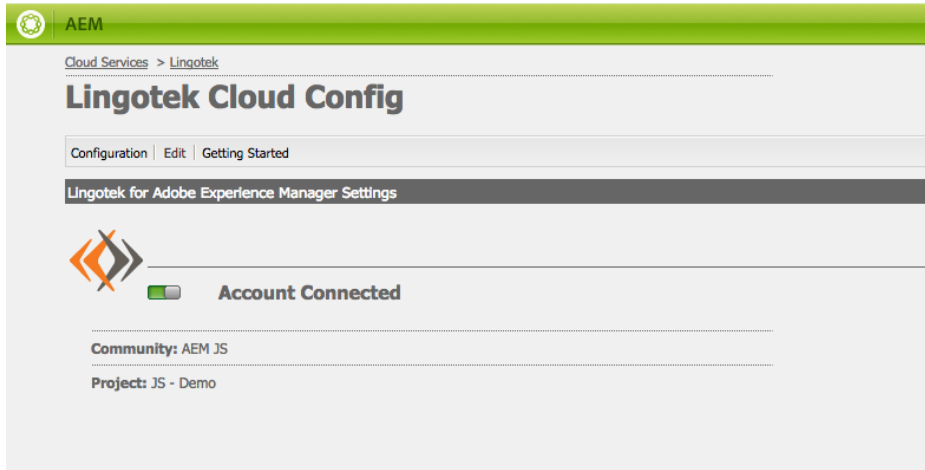 AEM
Cloud Services > Lingotek
Lingotek Cloud Config
Configuration | Edit | Getting Started
Lingotek for Adobe Experience Manager Settings
Account Connected
Community: AEM JS
Project: JS - Demo